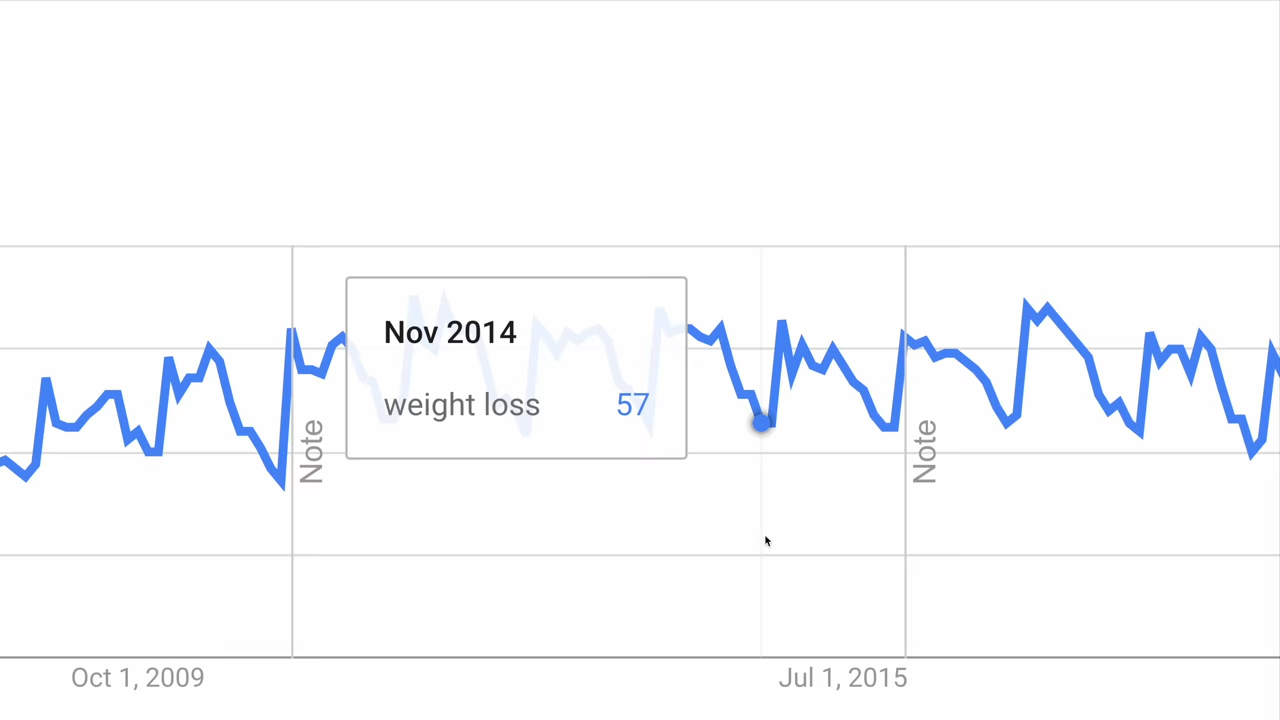 Nov 2014
weight loss 57
Note
Note
Oct 1, 2009
Jul 1, 2015